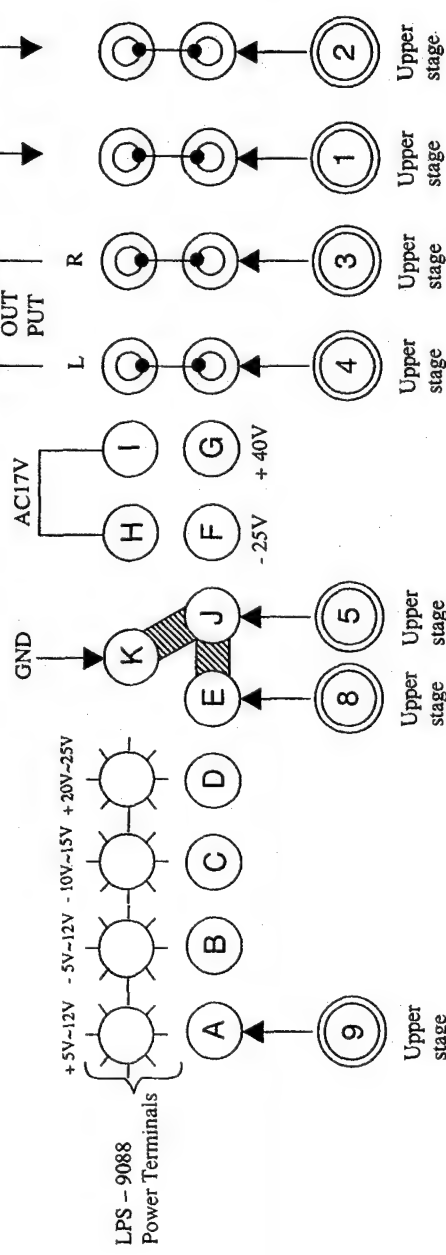 OUT
PUT
AC17V
GND
L
R
+5V~12V - 5V~12V - 10V~15V +20V~25V
LPS – 9088
Power Terminals
K H I
A B C D E J F G
- 25V + 40V
9 8 5 4 3 1 2
Upper
stage
Upper
stage
Upper
stage
Upper
stage
Upper
stage
Upper
stage
Upper
stage